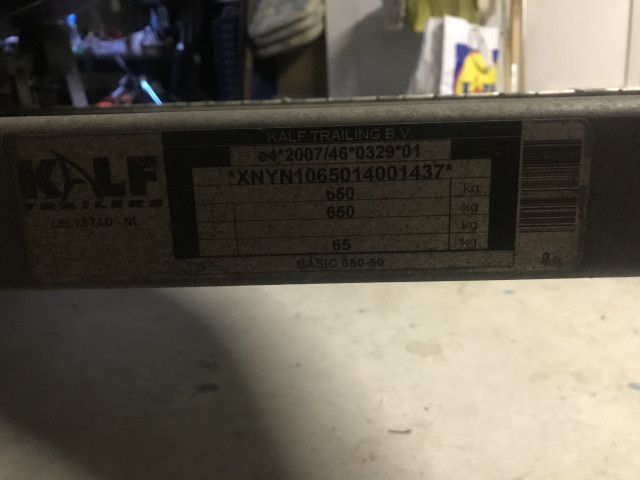 KALF
TRAILERS
LELYSTAD - NL
KALF TRAILING B.V.
e4*2007/46*0329*01
*XNYN1065014001437*
650 kg
650 kg
kg
65 kg
BASIC 650-50
0